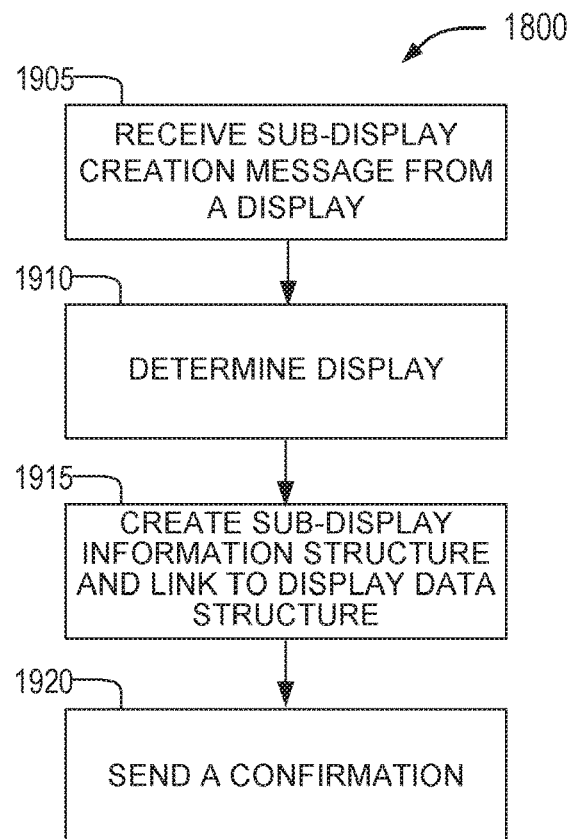 1800
1905
RECEIVE SUB-DISPLAY
CREATION MESSAGE FROM
A DISPLAY
1910
DETERMINE DISPLAY
1915
CREATE SUB-DISPLAY
INFORMATION STRUCTURE
AND LINK TO DISPLAY DATA
STRUCTURE
1920
SEND A CONFIRMATION